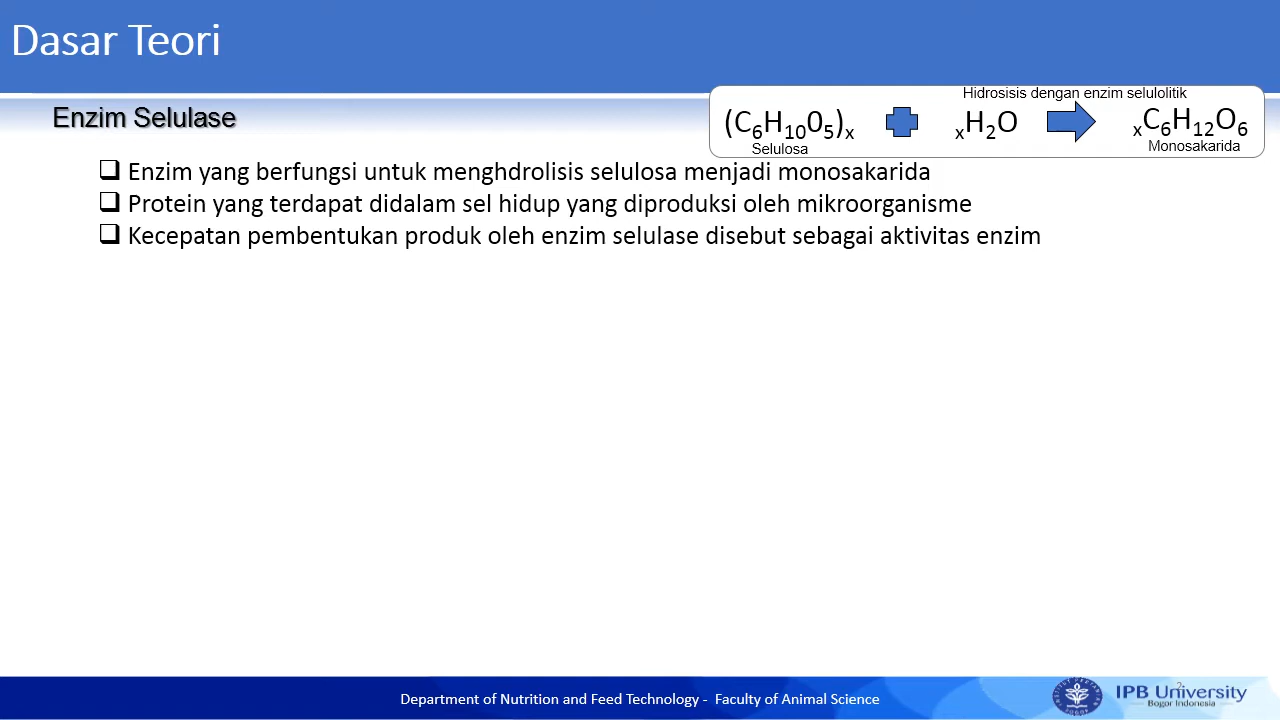 Dasar Teori
Enzim Selulase
Hidrosisis dengan enzim selulolitik
(C₆H₁₀0₅)ₓ ₓH₂O ₓC₆H₁₂O₆
Selulosa Monosakarida
Enzim yang berfungsi untuk menghdrolisis selulosa menjadi monosakarida
Protein yang terdapat didalam sel hidup yang diproduksi oleh mikroorganisme
Kecepatan pembentukan produk oleh enzim selulase disebut sebagai aktivitas enzim
Department of Nutrition and Feed Technology - Faculty of Animal Science
IPB University
Bogor Indonesia